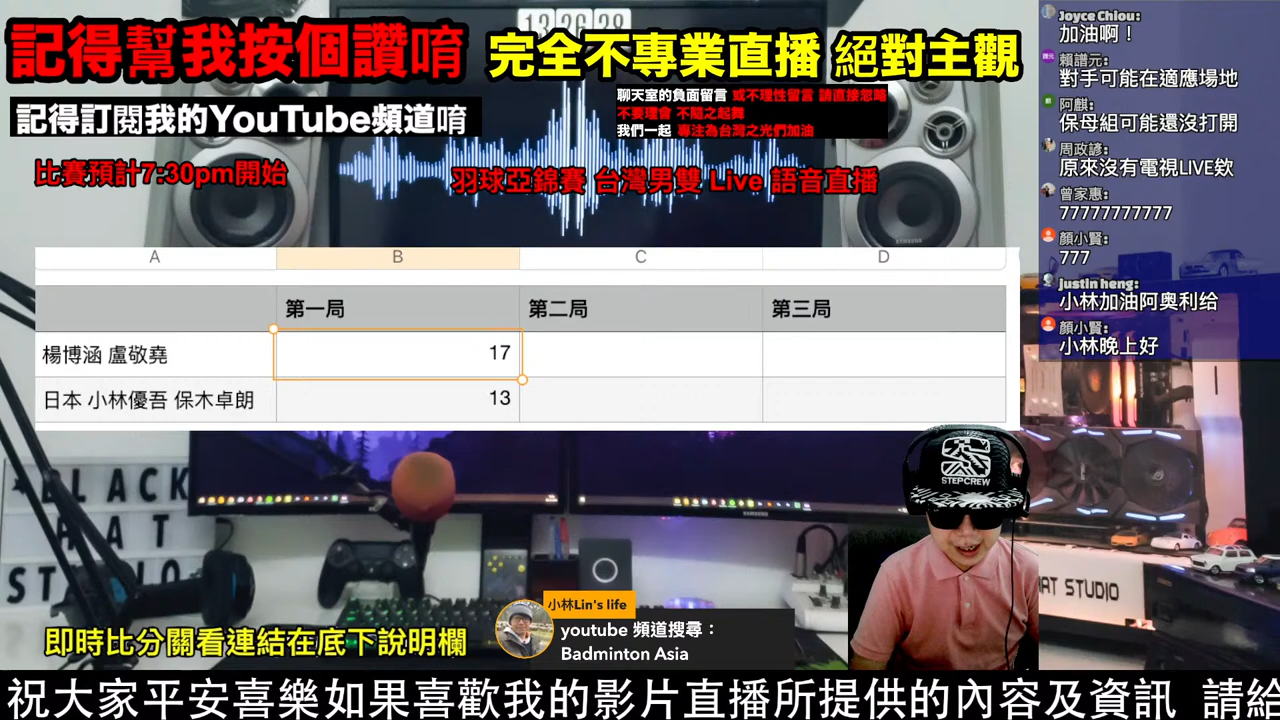 13 26 28
記得幫我按個讚唷
完全不專業直播 絕對主觀
記得訂閱我的YouTube頻道唷
聊天室的負面留言 或不理性留言 請直接忽略
不要理會 不隨之起舞
我們一起 專注為台灣之光們加油
比賽預計7:30pm開始
羽球亞錦賽 台灣男雙 Live 語音直播
A B C D
第一局 第二局 第三局
楊博涵 盧敬堯 17
日本 小林優吾 保木卓朗 13
Joyce Chiou:
加油啊！
賴譜元:
對手可能在適應場地
阿麒:
保母組可能還沒打開
周政諺:
原來沒有電視LIVE欸
曾家惠:
77777777777
顏小賢:
777
justin heng:
小林加油阿奥利给
顏小賢:
小林晚上好
BLACK
HAT
STUDIO
SAMSUNG
STEPCREW
HAT STUDIO
小林Lin's life
youtube 頻道搜尋：
Badminton Asia
即時比分關看連結在底下說明欄
祝大家平安喜樂如果喜歡我的影片直播所提供的內容及資訊 請給